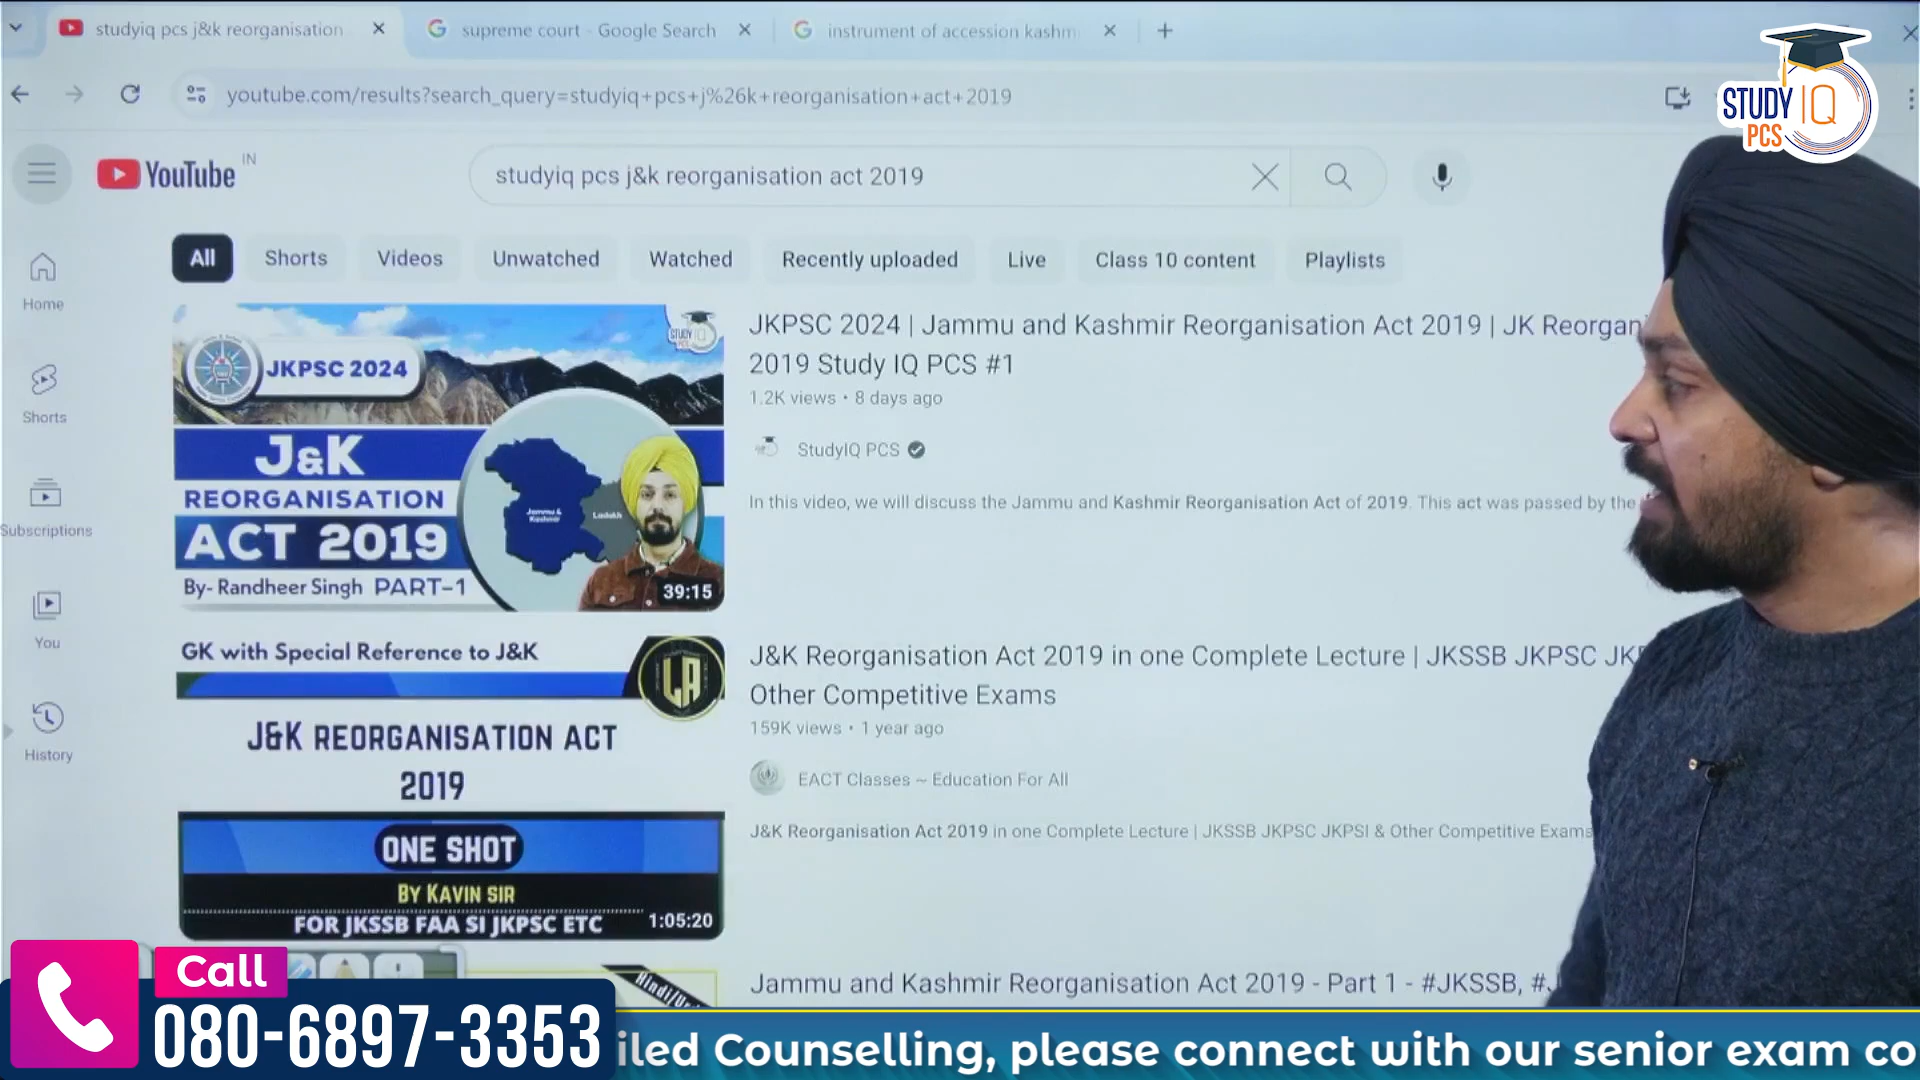 studyiq pcs j&k reorganisation
supreme court - Google Search
instrument of accession kashm
youtube.com/results?search_query=studyiq+pcs+j%26k+reorganisation+act+2019
STUDY IQ
PCS
YouTube IN
studyiq pcs j&k reorganisation act 2019
All
Shorts
Videos
Unwatched
Watched
Recently uploaded
Live
Class 10 content
Playlists
Home
Shorts
Subscriptions
You
History
STUDY IQ
JKPSC 2024
J&K
REORGANISATION
ACT 2019
By- Randheer Singh PART-1
Jammu &
Kashmir
Ladakh
39:15
JKPSC 2024 | Jammu and Kashmir Reorganisation Act 2019 | JK Reorgan
2019 Study IQ PCS #1
1.2K views • 8 days ago
StudyIQ PCS
In this video, we will discuss the Jammu and Kashmir Reorganisation Act of 2019. This act was passed by the
GK with Special Reference to J&K
LA
J&K REORGANISATION ACT
2019
ONE SHOT
BY KAVIN SIR
FOR JKSSB FAA SI JKPSC ETC
1:05:20
J&K Reorganisation Act 2019 in one Complete Lecture | JKSSB JKPSC JK
Other Competitive Exams
159K views • 1 year ago
EACT Classes ~ Education For All
J&K Reorganisation Act 2019 in one Complete Lecture | JKSSB JKPSC JKPSI & Other Competitive Exams
Hindi/Ur
Jammu and Kashmir Reorganisation Act 2019 - Part 1 - #JKSSB, #J
Call
080-6897-3353
iled Counselling, please connect with our senior exam co